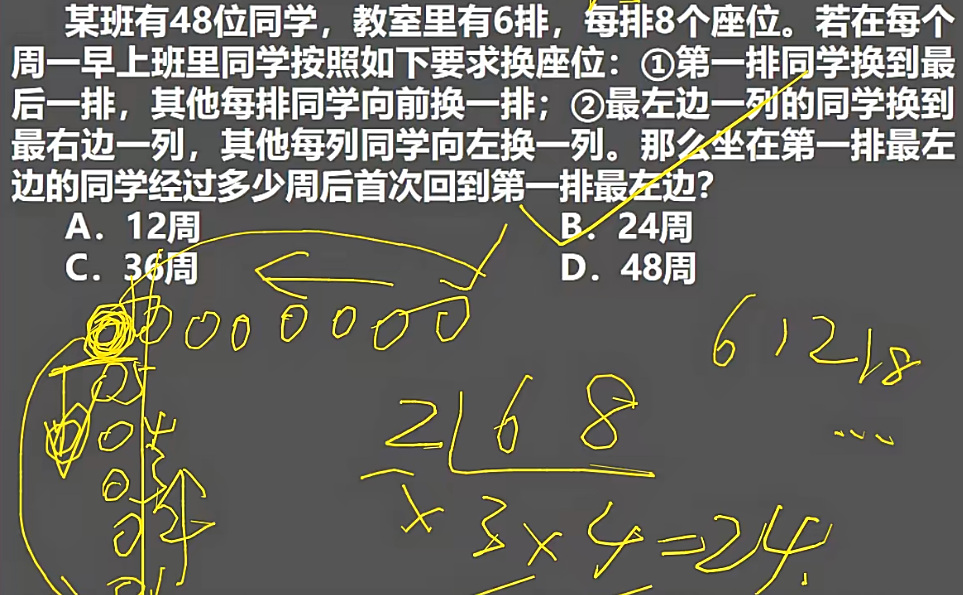 某班有48位同学，教室里有6排，每排8个座位。若在每个
周一早上班里同学按照如下要求换座位：①第一排同学换到最
后一排，其他每排同学向前换一排；②最左边一列的同学换到
最右边一列，其他每列同学向左换一列。那么坐在第一排最左
边的同学经过多少周后首次回到第一排最左边？
A．12周 B．24周
C．36周 D．48周
6 12 18
2 6 8
...
× 3 × 4 = 24